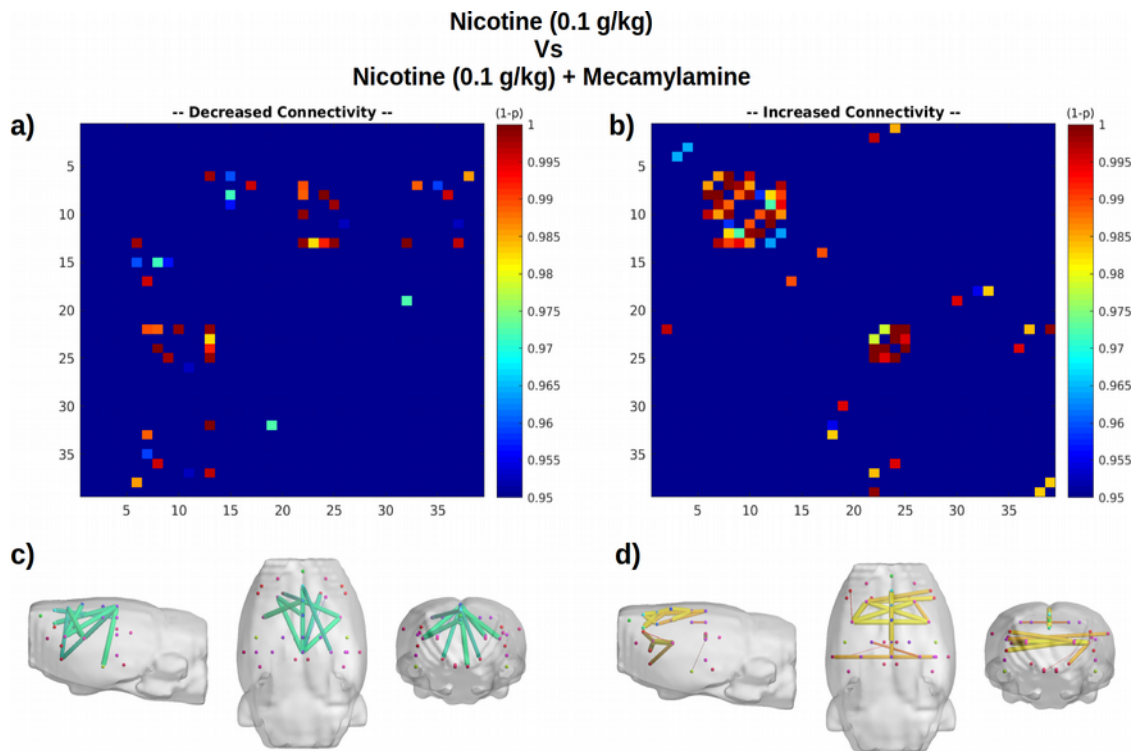 Nicotine (0.1 g/kg)
Vs
Nicotine (0.1 g/kg) + Mecamylamine
a)
-- Decreased Connectivity --
(1-p)
5
10
15
20
25
30
35
5 10 15 20 25 30 35
1
0.995
0.99
0.985
0.98
0.975
0.97
0.965
0.96
0.955
0.95
b)
-- Increased Connectivity --
(1-p)
5
10
15
20
25
30
35
5 10 15 20 25 30 35
1
0.995
0.99
0.985
0.98
0.975
0.97
0.965
0.96
0.955
0.95
c)
d)